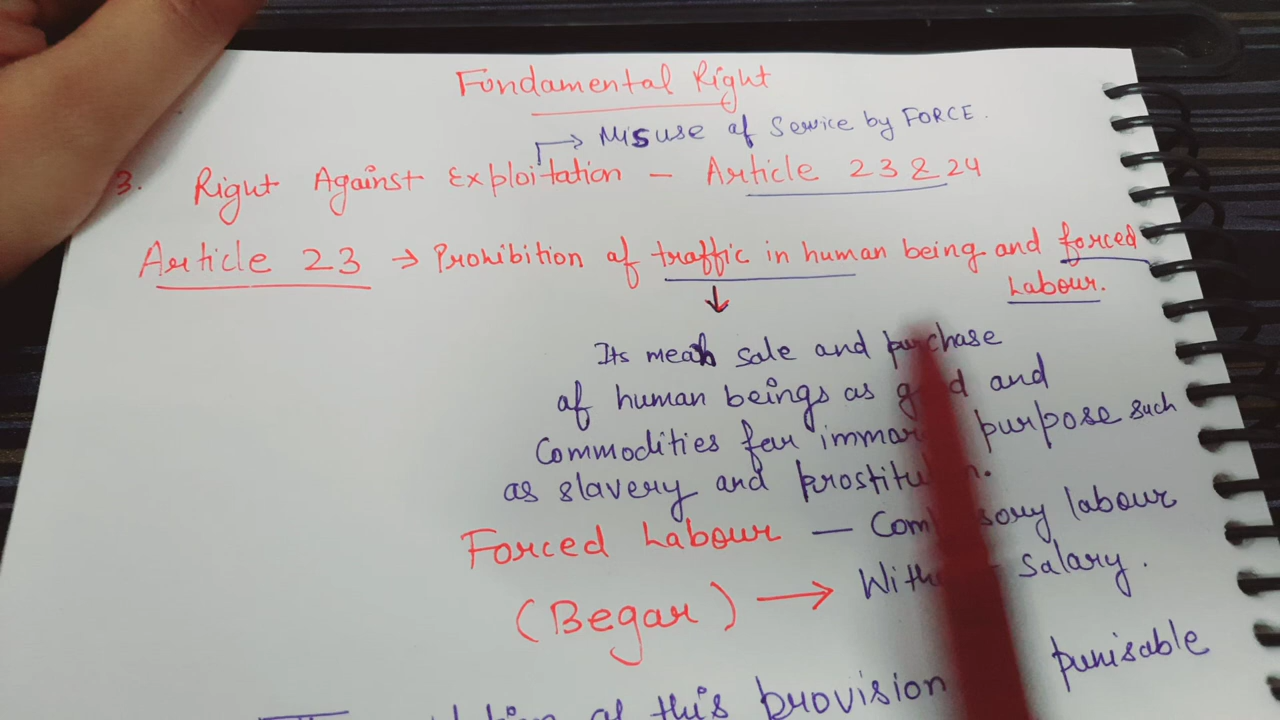 Fundamental Right
→ Misuse of Service by FORCE.
3. Right Against Exploitation - Article 23 & 24
Article 23 → Prohibition of traffic in human being and forced
Labour.
Its mean sale and purchase
of human beings as and
Commodities for purpose such
as slavery and
Forced Labour - labour
(Begar) → salary.
of this provision punisable